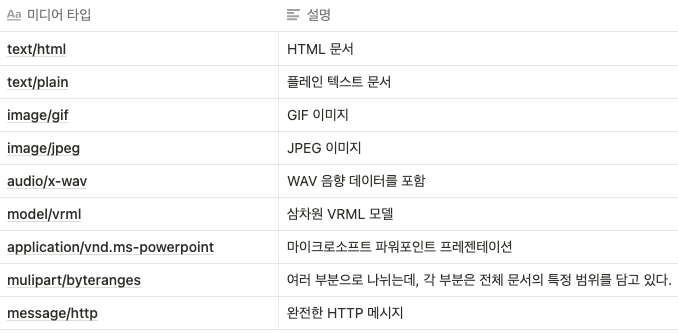 Aa 미디어 타입 설명
text/html HTML 문서
text/plain 플레인 텍스트 문서
image/gif GIF 이미지
image/jpeg JPEG 이미지
audio/x-wav WAV 음향 데이터를 포함
model/vrml 삼차원 VRML 모델
application/vnd.ms-powerpoint 마이크로소프트 파워포인트 프레젠테이션
mulipart/byteranges 여러 부분으로 나뉘는데, 각 부분은 전체 문서의 특정 범위를 담고 있다.
message/http 완전한 HTTP 메시지